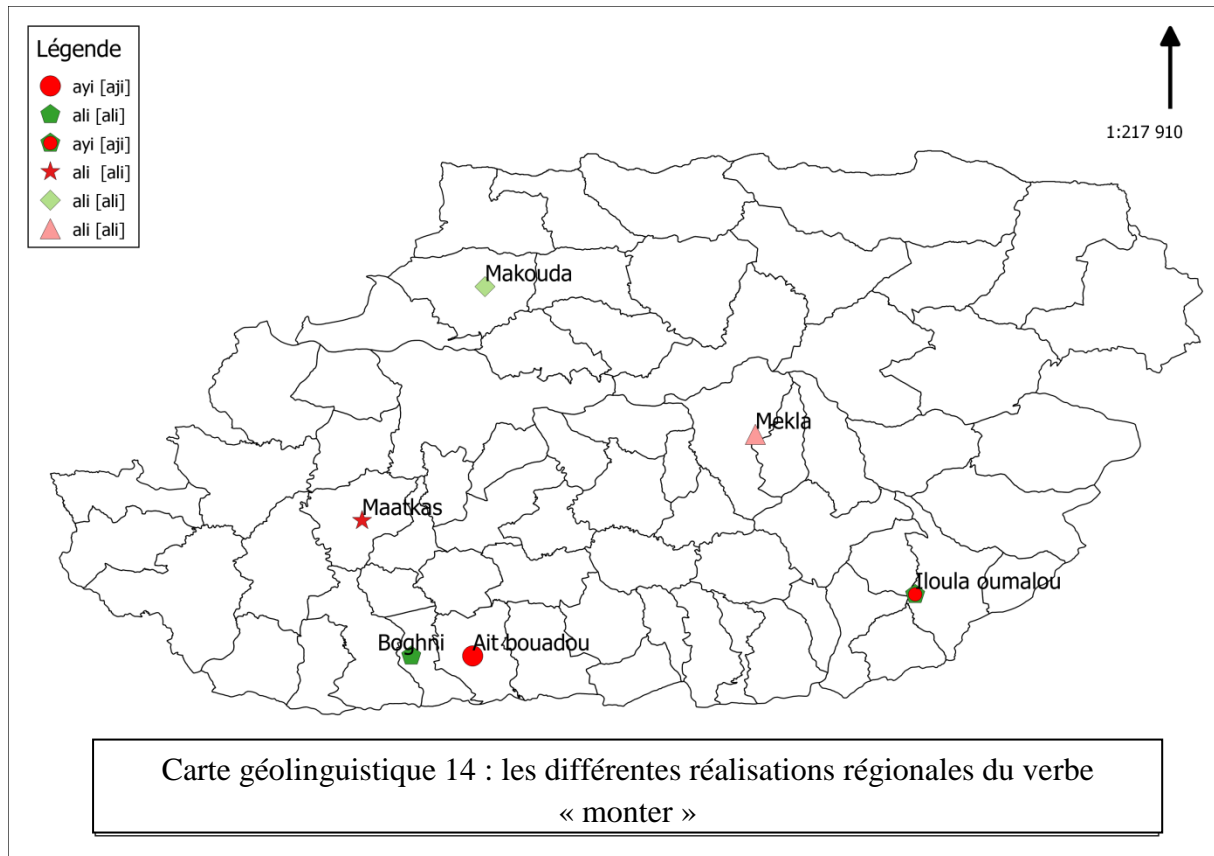 Légende
ayi [aji]
ali [ali]
ayi [aji]
ali [ali]
ali [ali]
ali [ali]
1:217 910
Makouda
Mekla
Maatkas
Iloula oumalou
Boghni
Ait bouadou
Carte géolinguistique 14 : les différentes réalisations régionales du verbe
« monter »